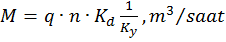 M = q · n · K_d 1/K_y , m³/saat